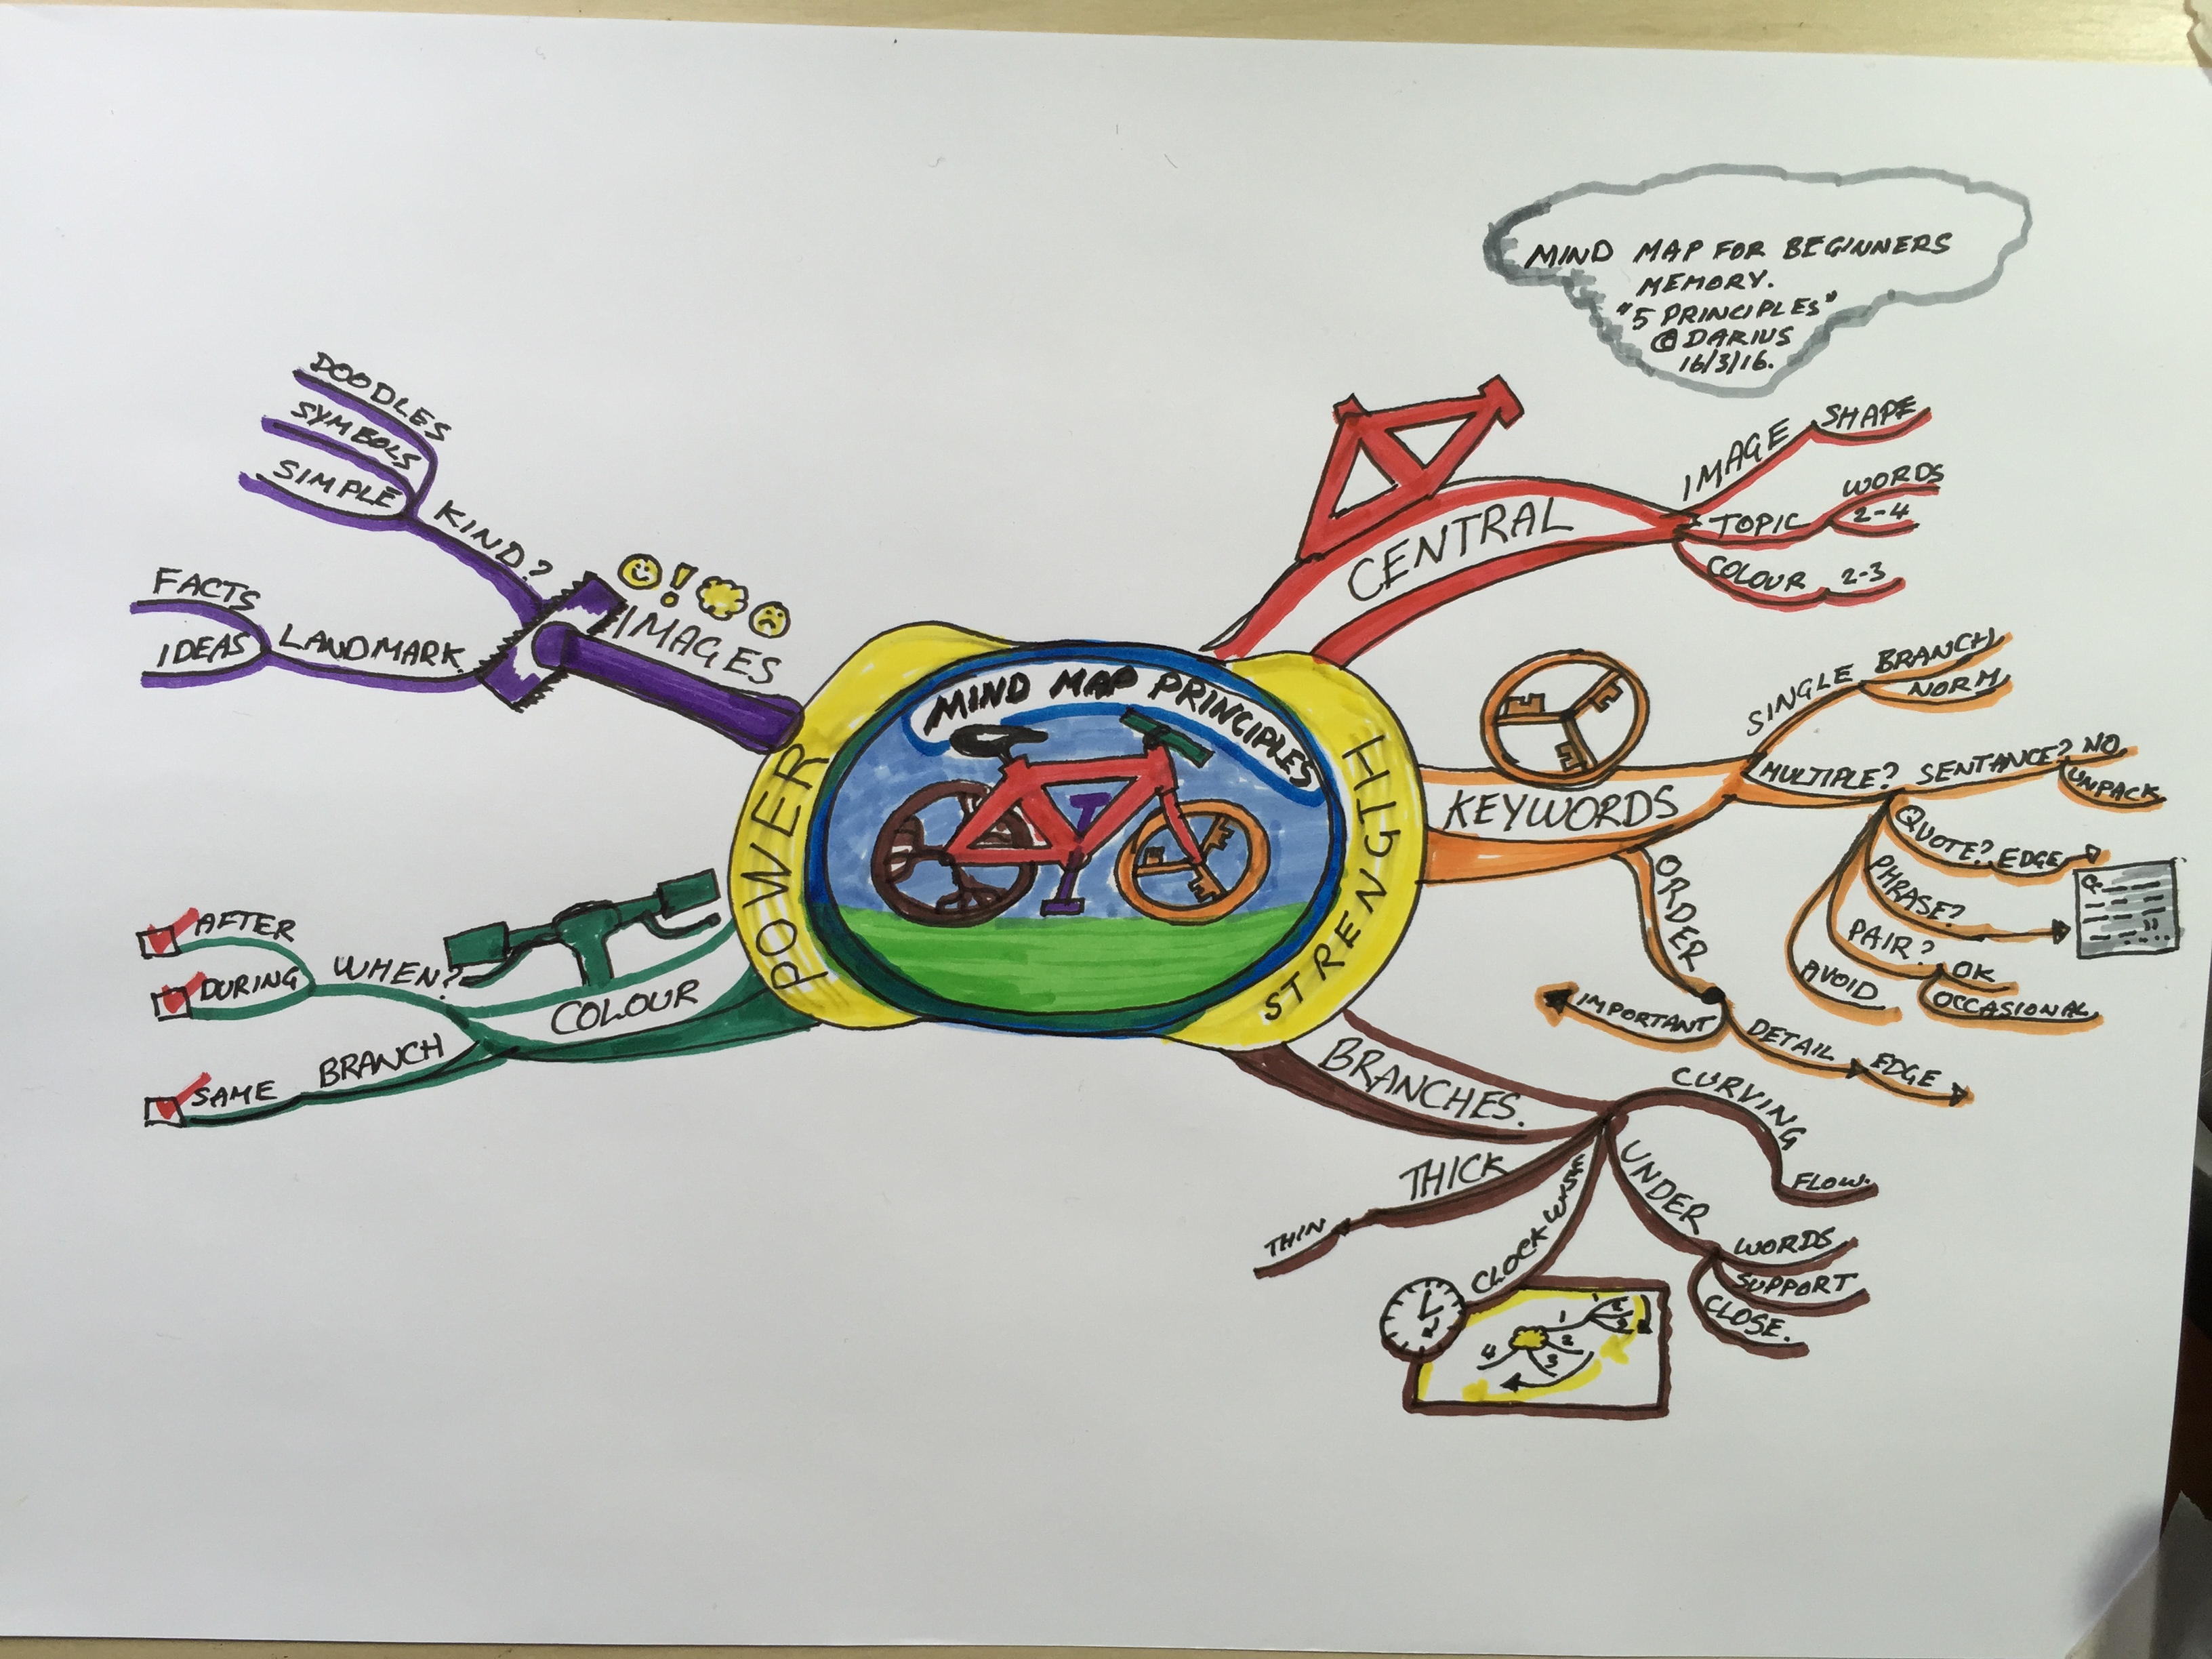 MIND MAP FOR BEGINNERS
MEMORY.
"5 PRINCIPLES"
© DARIUS
16/3/16.
MIND MAP PRINCIPLES
POWER
STRENGTH
CENTRAL
IMAGE
SHAPE
TOPIC
WORDS
2-4
COLOUR
2-3
KEYWORDS
SINGLE
BRANCH
NORM
MULTIPLE?
SENTANCE?
NO
UNPACK
QUOTE?
EDGE
PHRASE?
PAIR?
OK
OCCASIONAL
AVOID
ORDER
IMPORTANT
DETAIL
EDGE
BRANCHES.
CURVING
FLOW.
UNDER
WORDS
SUPPORT
CLOSE.
CLOCKWISE
1
2
3
4
1
2
3
THICK
THIN
COLOUR
BRANCH
SAME
WHEN?
DURING
AFTER
IMAGES
!
LANDMARK
IDEAS
FACTS
KIND?
SIMPLE
SYMBOLS
DOODLES